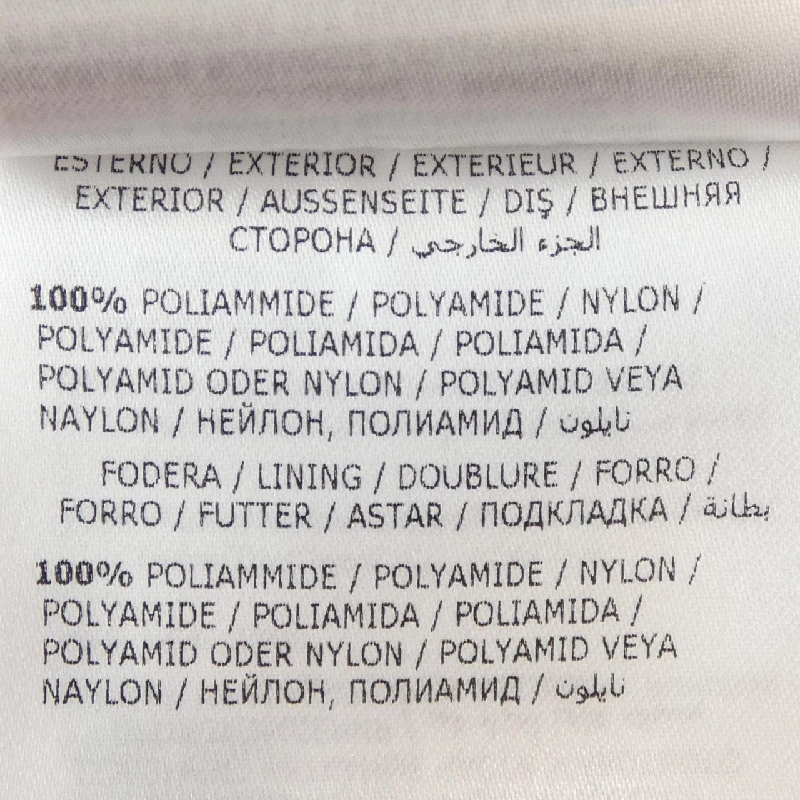 ESTERNO / EXTERIOR / EXTERIEUR / EXTERNO /
EXTERIOR / AUSSENSEITE / DIŞ / ВНЕШНЯЯ
СТОРОНА / الجزء الخارجي
100% POLIAMMIDE / POLYAMIDE / NYLON /
POLYAMIDE / POLIAMIDA / POLIAMIDA /
POLYAMID ODER NYLON / POLYAMID VEYA
NAYLON / НЕЙЛОН, ПОЛИАМИД / نايلون
FODERA / LINING / DOUBLURE / FORRO /
FORRO / FUTTER / ASTAR / ПОДКЛАДКА / بطانة
100% POLIAMMIDE / POLYAMIDE / NYLON /
POLYAMIDE / POLIAMIDA / POLIAMIDA /
POLYAMID ODER NYLON / POLYAMID VEYA
NAYLON / НЕЙЛОН, ПОЛИАМИД / نايلون